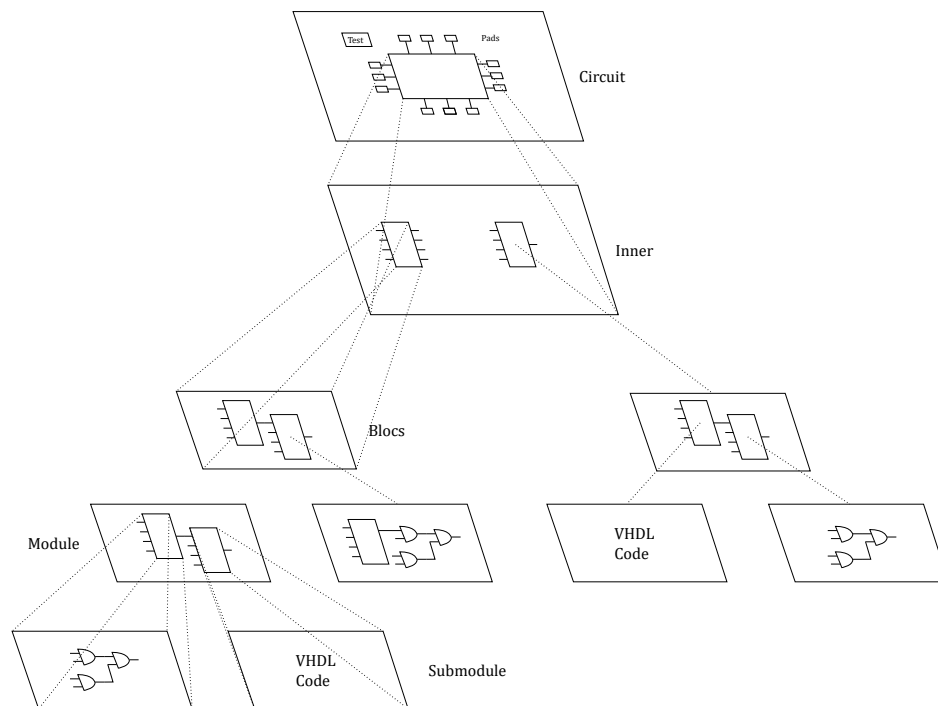 Test
Pads
Circuit
Inner
Blocs
Module
VHDL
Code
VHDL
Code
Submodule